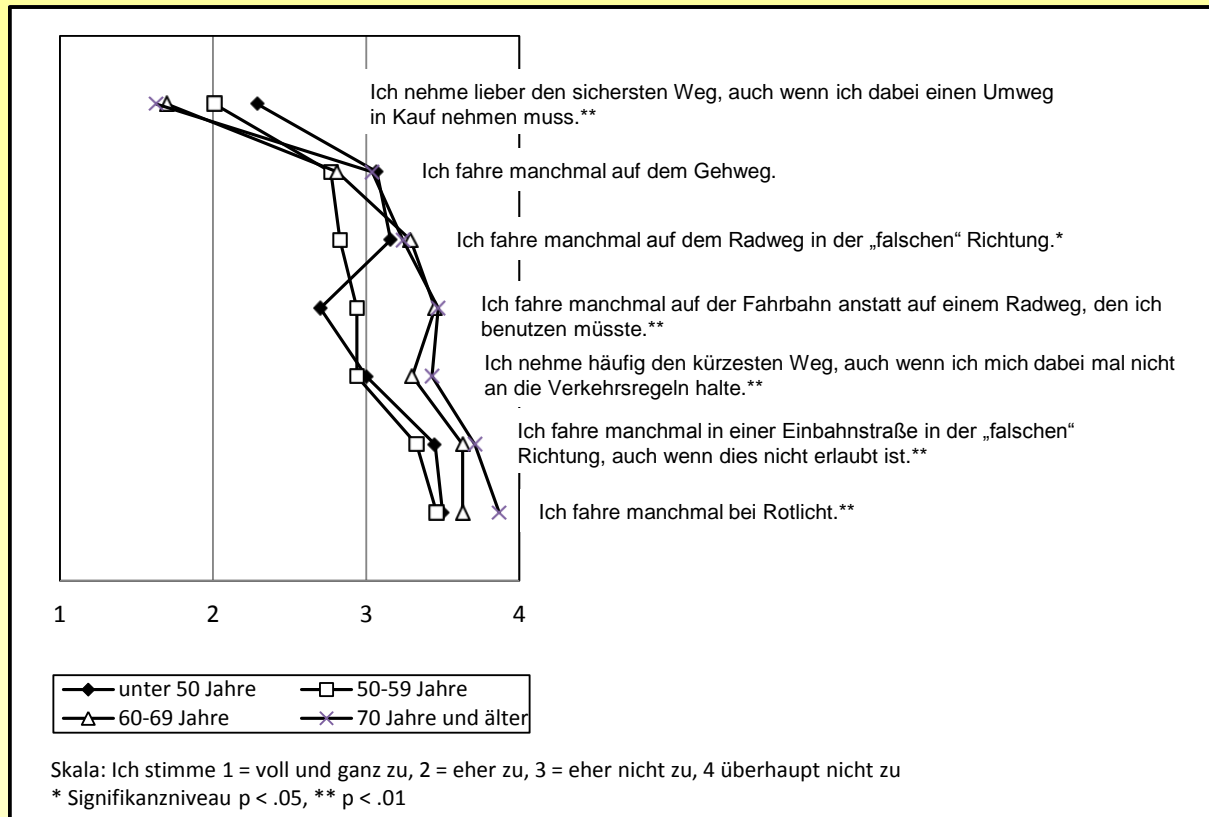 Ich nehme lieber den sichersten Weg, auch wenn ich dabei einen Umweg
in Kauf nehmen muss.**
Ich fahre manchmal auf dem Gehweg.
Ich fahre manchmal auf dem Radweg in der „falschen“ Richtung.*
Ich fahre manchmal auf der Fahrbahn anstatt auf einem Radweg, den ich
benutzen müsste.**
Ich nehme häufig den kürzesten Weg, auch wenn ich mich dabei mal nicht
an die Verkehrsregeln halte.**
Ich fahre manchmal in einer Einbahnstraße in der „falschen“
Richtung, auch wenn dies nicht erlaubt ist.**
Ich fahre manchmal bei Rotlicht.**
1 2 3 4
unter 50 Jahre 50-59 Jahre
60-69 Jahre 70 Jahre und älter
Skala: Ich stimme 1 = voll und ganz zu, 2 = eher zu, 3 = eher nicht zu, 4 überhaupt nicht zu
* Signifikanzniveau p < .05, ** p < .01